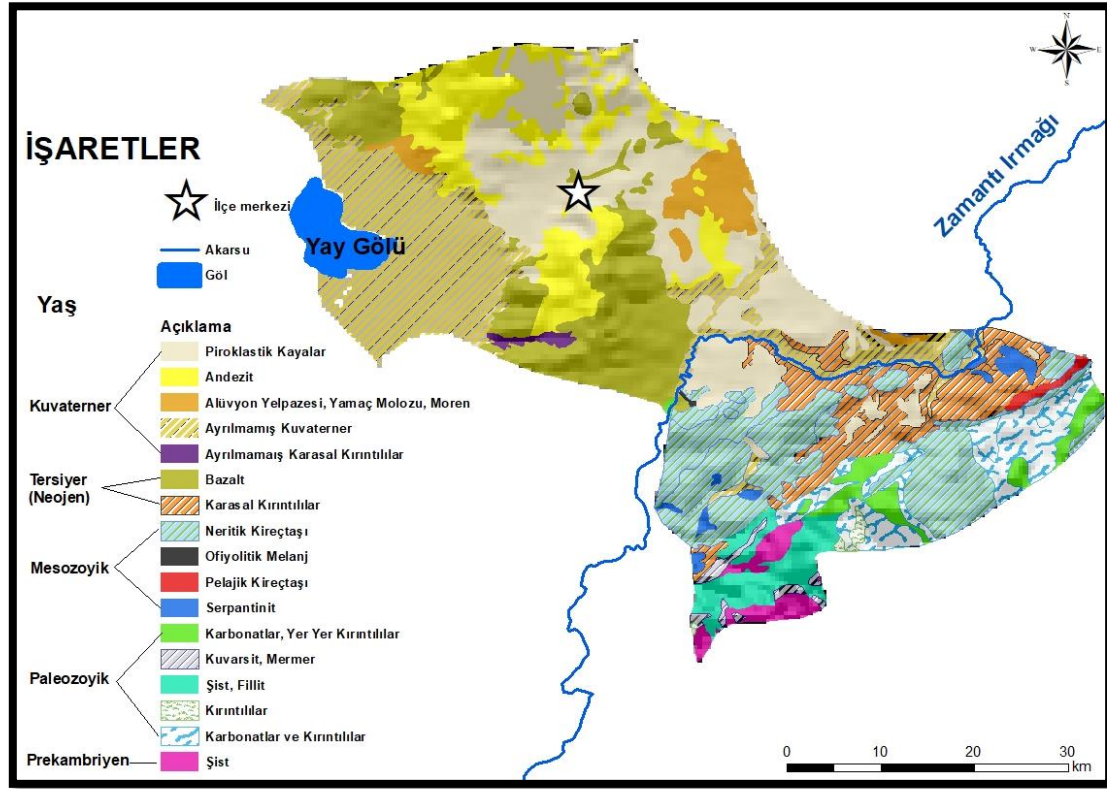 N
W E
S
Zamantı Irmağı
İŞARETLER
İlçe merkezi
Akarsu
Göl
Yay Gölü
Yaş
Açıklama
Piroklastik Kayalar
Andezit
Kuvaterner
Alüvyon Yelpazesi, Yamaç Molozu, Moren
Ayrılmamış Kuvaterner
Ayrılmamaış Karasal Kırıntılılar
Tersiyer
(Neojen)
Bazalt
Karasal Kırıntılılar
Mesozoyik
Neritik Kireçtaşı
Ofiyolitik Melanj
Pelajik Kireçtaşı
Serpantinit
Paleozoyik
Karbonatlar, Yer Yer Kırıntılılar
Kuvarsit, Mermer
Şist, Fillit
Kırıntılılar
Karbonatlar ve Kırıntılılar
Prekambriyen
Şist
0 10 20 30
km